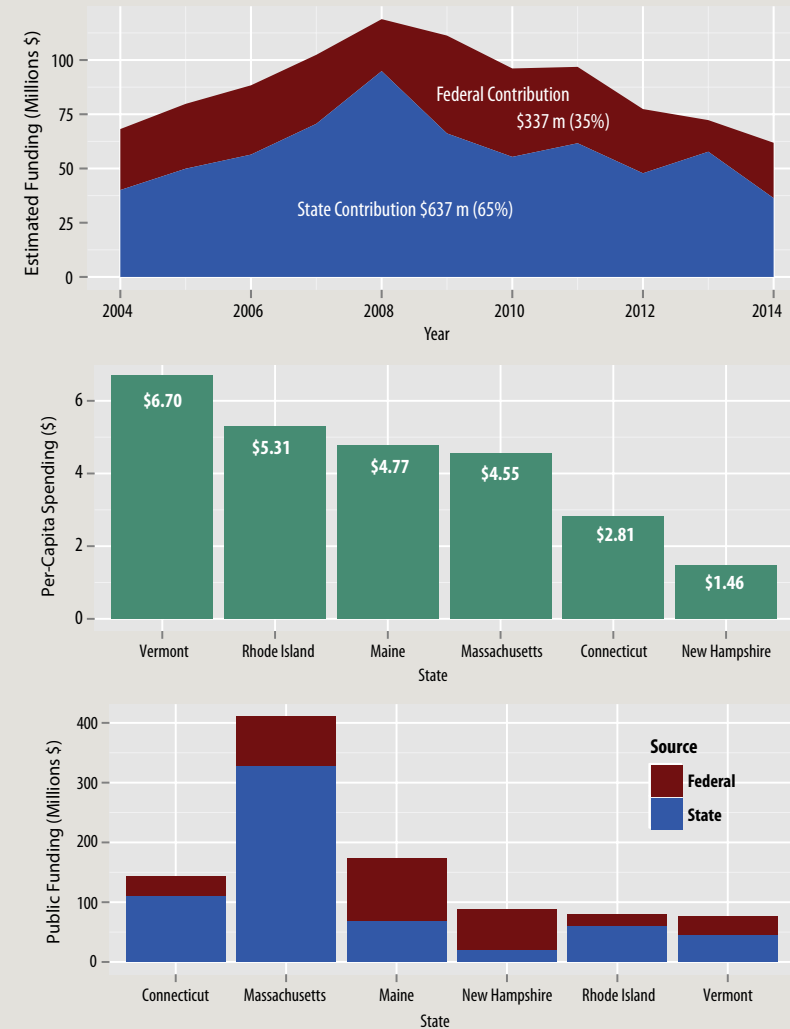 Estimated Funding (Millions $)
100
75
50
25
0
Federal Contribution
$337 m (35%)
State Contribution $637 m (65%)
2004 2006 2008 2010 2012 2014
Year
Per-Capita Spending ($)
6
4
2
0
$6.70
$5.31
$4.77
$4.55
$2.81
$1.46
Vermont Rhode Island Maine Massachusetts Connecticut New Hampshire
State
Public Funding (Millions $)
400
300
200
100
0
Source
Federal
State
Connecticut Massachusetts Maine New Hampshire Rhode Island Vermont
State